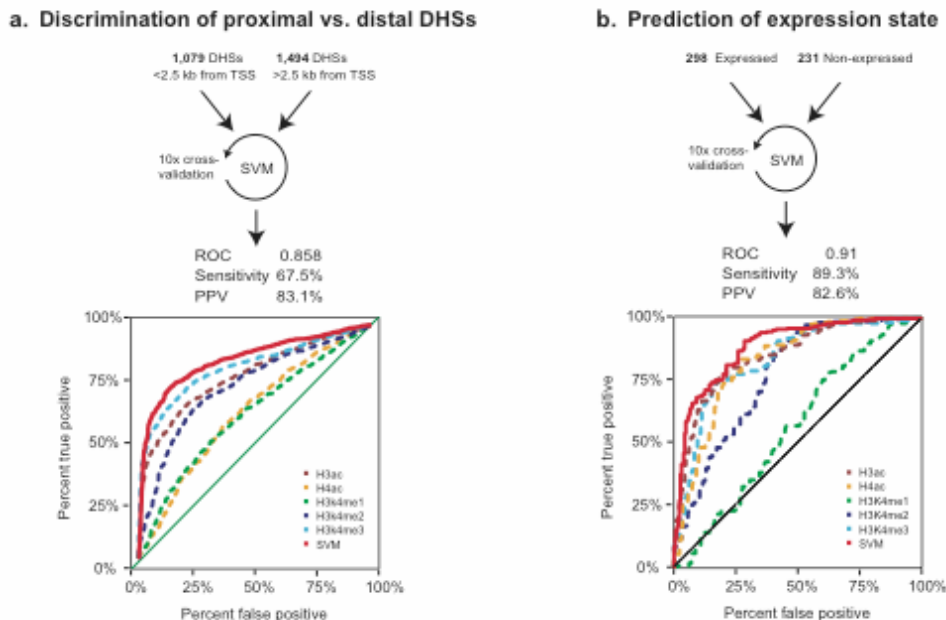 a. Discrimination of proximal vs. distal DHSs
1,079 DHSs
<2.5 kb from TSS
1,494 DHSs
>2.5 kb from TSS
10x cross-
validation
SVM
ROC 0.858
Sensitivity 67.5%
PPV 83.1%
100%
75%
50%
25%
0%
Percent true positive
H3ac
H4ac
H3k4me1
H3k4me2
H3k4me3
SVM
0% 25% 50% 75% 100%
Percent false positive
b. Prediction of expression state
298 Expressed
231 Non-expressed
10x cross-
validation
SVM
ROC 0.91
Sensitivity 89.3%
PPV 82.6%
100%
75%
50%
25%
0%
Percent true positive
H3ac
H4ac
H3K4me1
H3K4me2
H3K4me3
SVM
0% 25% 50% 75% 100%
Percent false positive